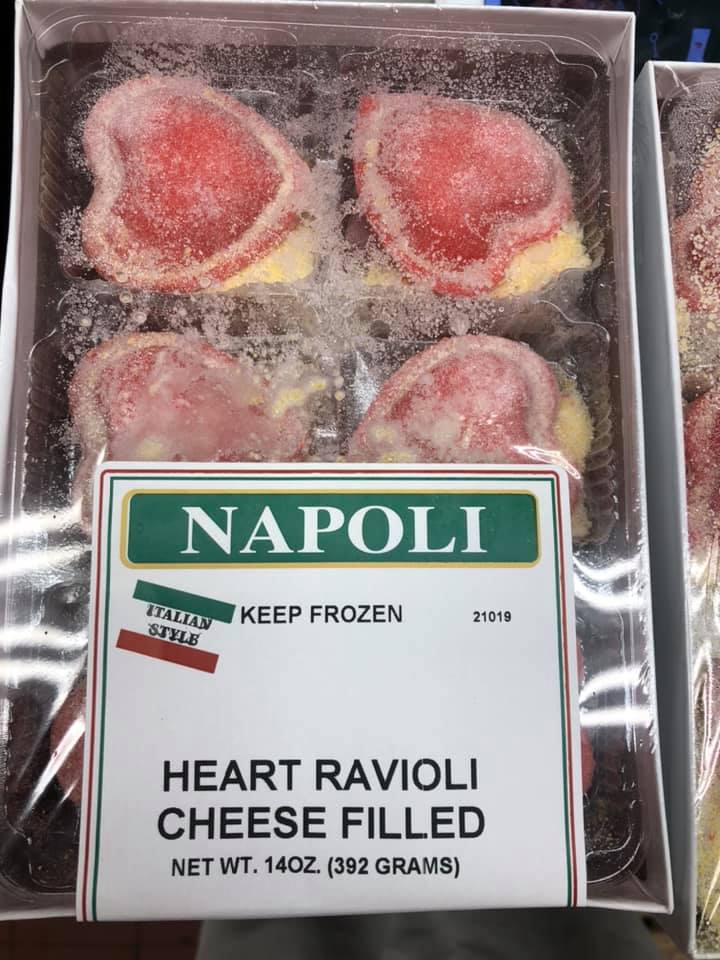 NAPOLI
ITALIAN
STYLE
KEEP FROZEN 21019
HEART RAVIOLI
CHEESE FILLED
NET WT. 14OZ. (392 GRAMS)